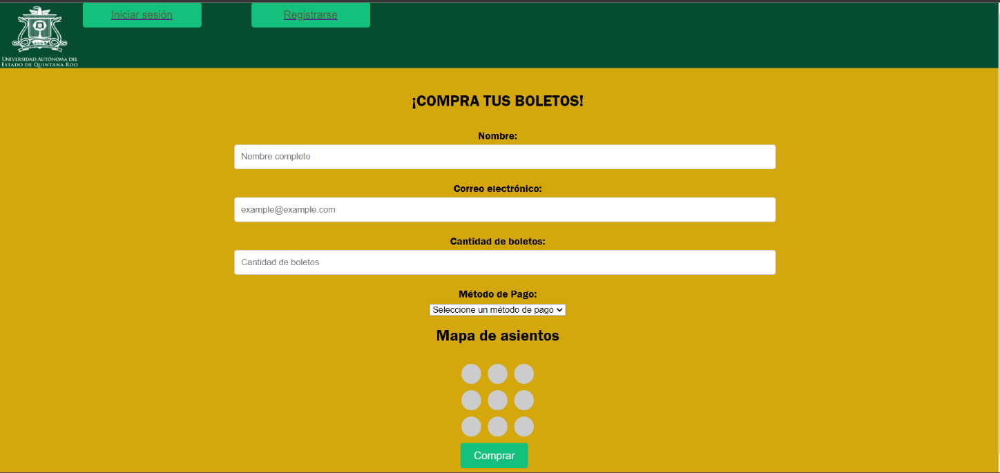 Iniciar sesión
Registrarse
UNIVERSIDAD AUTÓNOMA DEL
ESTADO DE QUINTANA ROO
¡COMPRA TUS BOLETOS!
Nombre:
Nombre completo
Correo electrónico:
example@example.com
Cantidad de boletos:
Cantidad de boletos
Método de Pago:
Seleccione un método de pago
Mapa de asientos
Comprar